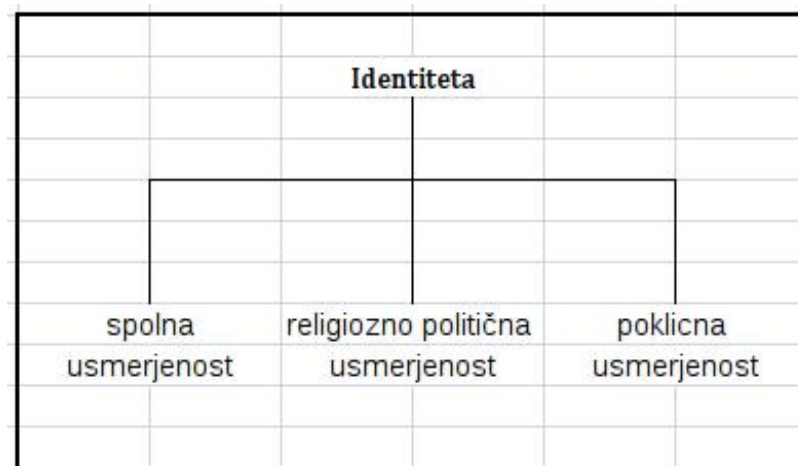 Identiteta
spolna
usmerjenost
religiozno politična
usmerjenost
poklicna
usmerjenost